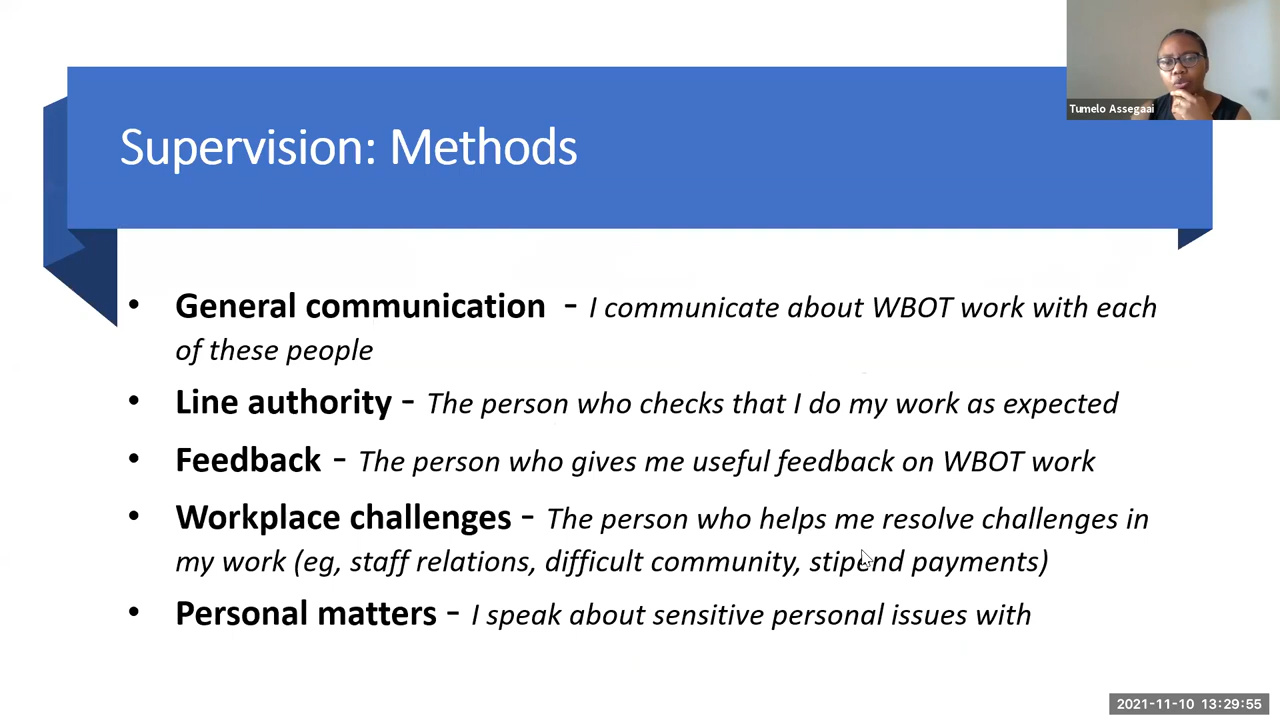 Tumelo Assegaai
Supervision: Methods
• General communication - I communicate about WBOT work with each
of these people
• Line authority - The person who checks that I do my work as expected
• Feedback - The person who gives me useful feedback on WBOT work
• Workplace challenges - The person who helps me resolve challenges in
my work (eg, staff relations, difficult community, stipend payments)
• Personal matters - I speak about sensitive personal issues with
2021-11-10 13:29:55